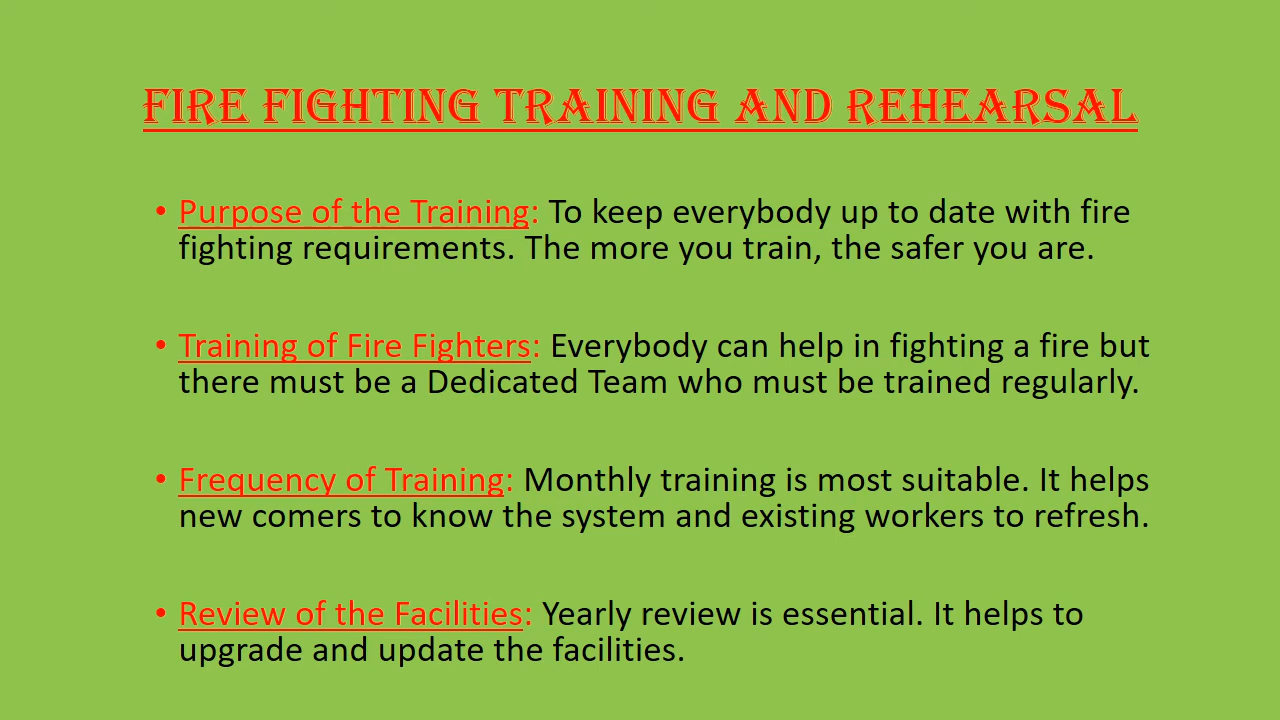 FIRE FIGHTING TRAINING AND REHEARSAL
• Purpose of the Training: To keep everybody up to date with fire
fighting requirements. The more you train, the safer you are.
• Training of Fire Fighters: Everybody can help in fighting a fire but
there must be a Dedicated Team who must be trained regularly.
• Frequency of Training: Monthly training is most suitable. It helps
new comers to know the system and existing workers to refresh.
• Review of the Facilities: Yearly review is essential. It helps to
upgrade and update the facilities.